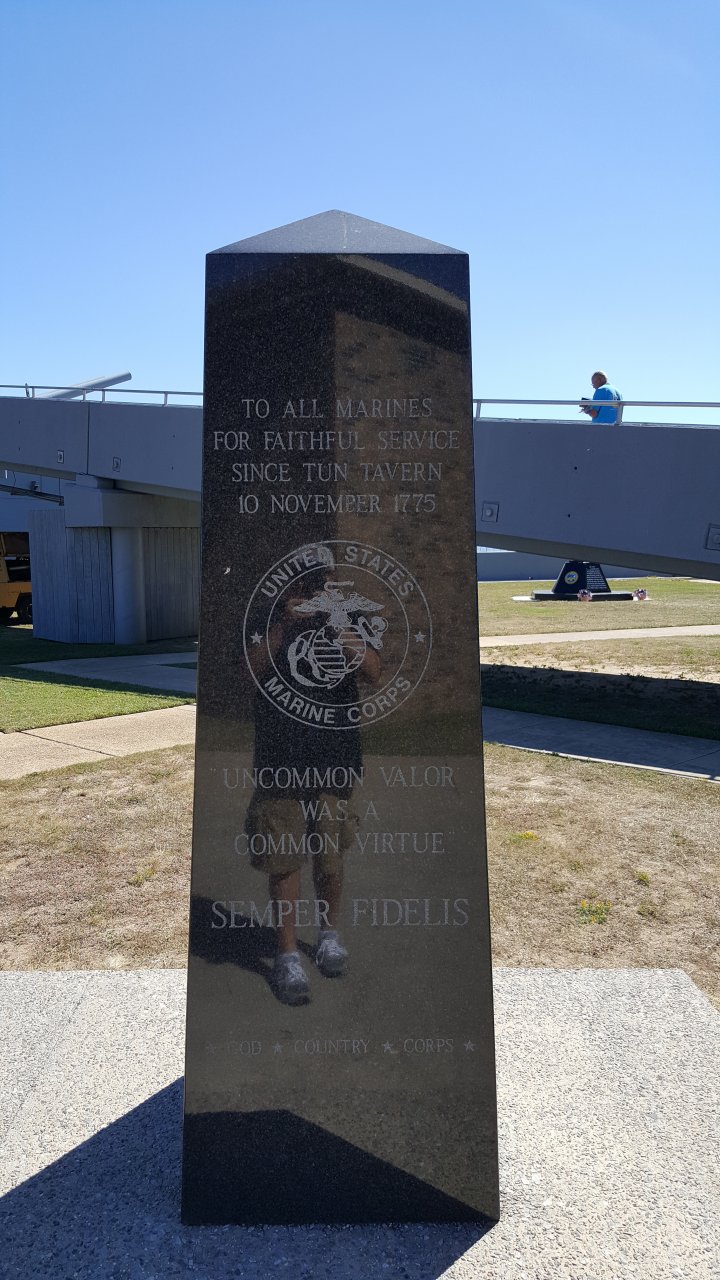 TO ALL MARINES
FOR FAITHFUL SERVICE
SINCE TUN TAVERN
10 NOVEMBER 1775
UNITED STATES
MARINE CORPS
"UNCOMMON VALOR
WAS A
COMMON VIRTUE"
SEMPER FIDELIS
GOD ★ COUNTRY ★ CORPS ★